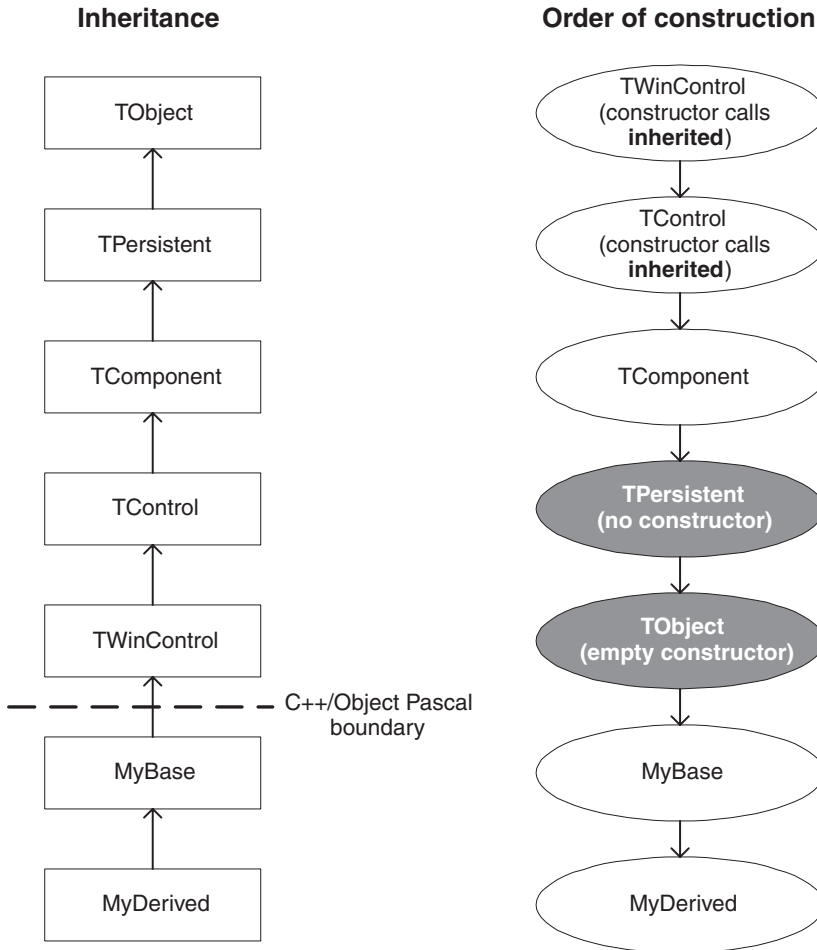 Inheritance
TObject
TPersistent
TComponent
TControl
TWinControl
C++/Object Pascal
boundary
MyBase
MyDerived
Order of construction
TWinControl
(constructor calls
inherited)
TControl
(constructor calls
inherited)
TComponent
TPersistent
(no constructor)
TObject
(empty constructor)
MyBase
MyDerived